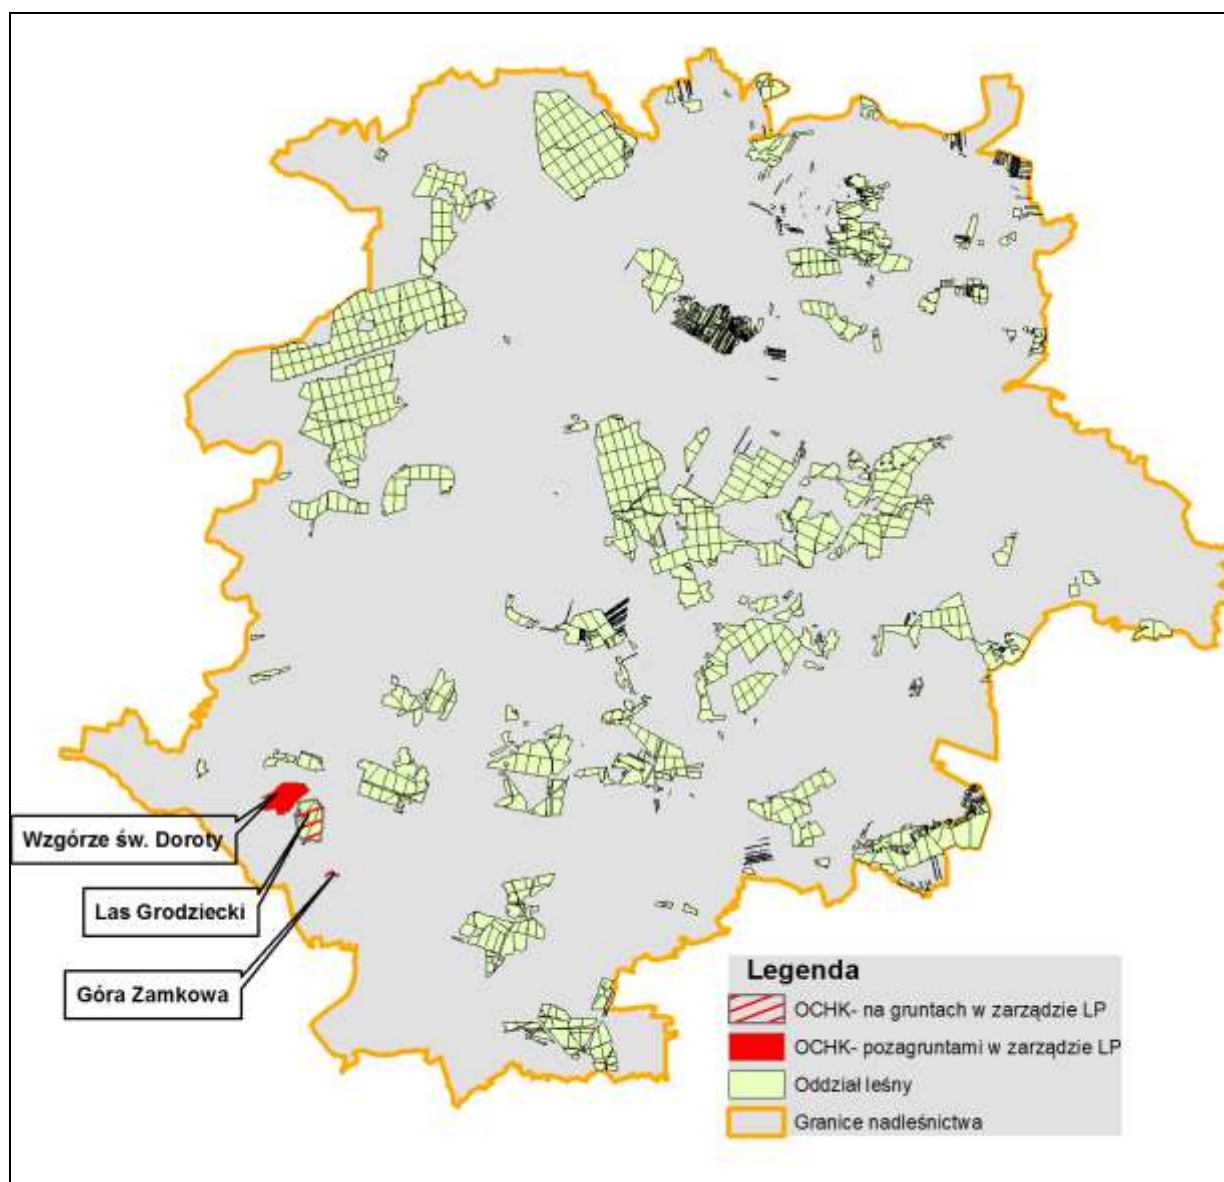 Wzgórze św. Doroty
Las Grodziecki
Góra Zamkowa
Legenda
OCHK- na gruntach w zarządzie LP
OCHK- pozagruntami w zarządzie LP
Oddział leśny
Granice nadleśnictwa